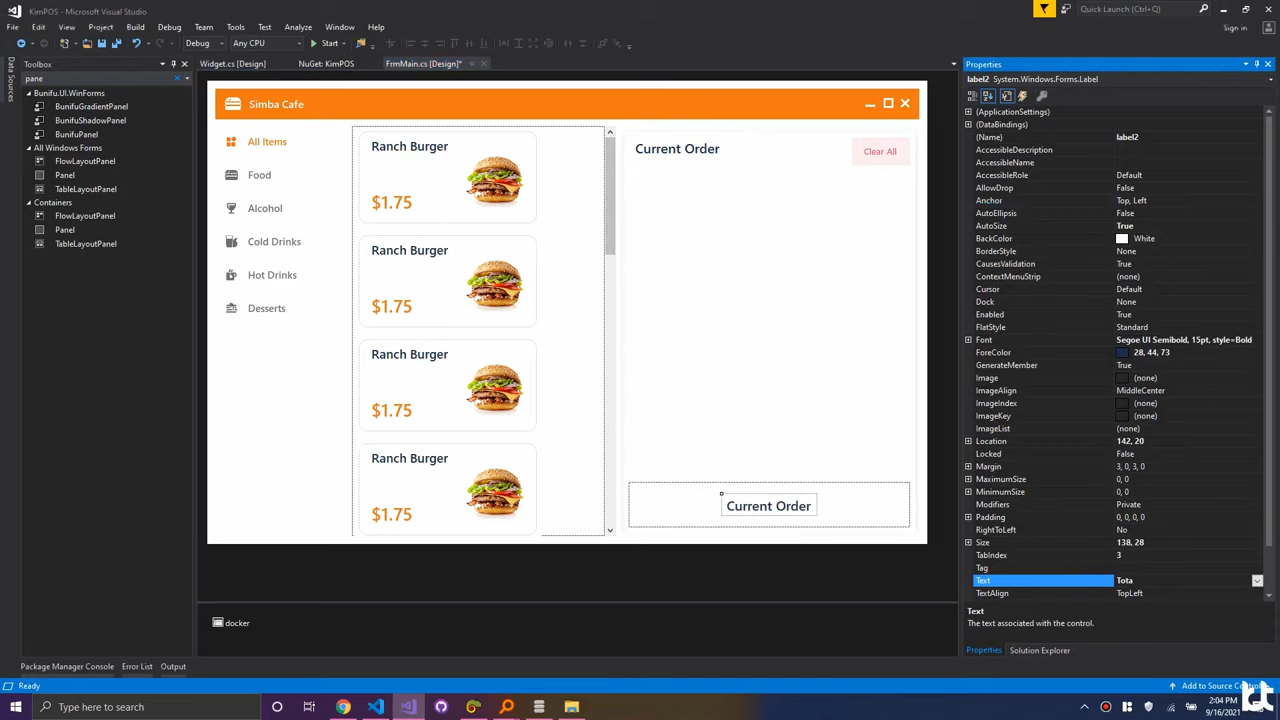 KimPOS - Microsoft Visual Studio
Quick Launch (Ctrl+Q)
File Edit View Project Build Debug Team Tools Test Analyze Window Help
Sign in
Debug Any CPU Start
Data Sources
Toolbox
pane
Bunifu.UI.WinForms
BunifuGradientPanel
BunifuShadowPanel
BunifuPanel
All Windows Forms
FlowLayoutPanel
Panel
TableLayoutPanel
Containers
FlowLayoutPanel
Panel
TableLayoutPanel
Widget.cs [Design] NuGet: KimPOS FrmMain.cs [Design]*
Simba Cafe
All Items
Food
Alcohol
Cold Drinks
Hot Drinks
Desserts
Ranch Burger
$1.75
Ranch Burger
$1.75
Ranch Burger
$1.75
Ranch Burger
$1.75
Current Order
Clear All
Current Order
docker
Properties
label2 System.Windows.Forms.Label
(ApplicationSettings)
(DataBindings)
(Name) label2
AccessibleDescription
AccessibleName
AccessibleRole Default
AllowDrop False
Anchor Top, Left
AutoEllipsis False
AutoSize True
BackColor White
BorderStyle None
CausesValidation True
ContextMenuStrip (none)
Cursor Default
Dock None
Enabled True
FlatStyle Standard
Font Segoe UI Semibold, 15pt, style=Bold
ForeColor 28, 44, 73
GenerateMember True
Image (none)
ImageAlign MiddleCenter
ImageIndex (none)
ImageKey (none)
ImageList (none)
Location 142, 20
Locked False
Margin 3, 0, 3, 0
MaximumSize 0, 0
MinimumSize 0, 0
Modifiers Private
Padding 0, 0, 0, 0
RightToLeft No
Size 138, 28
TabIndex 3
Tag
Text Tota
TextAlign TopLeft
Text
The text associated with the control.
Properties Solution Explorer
Package Manager Console Error List Output
Ready
Add to Source Control
Type here to search
2:04 PM
9/16/2021